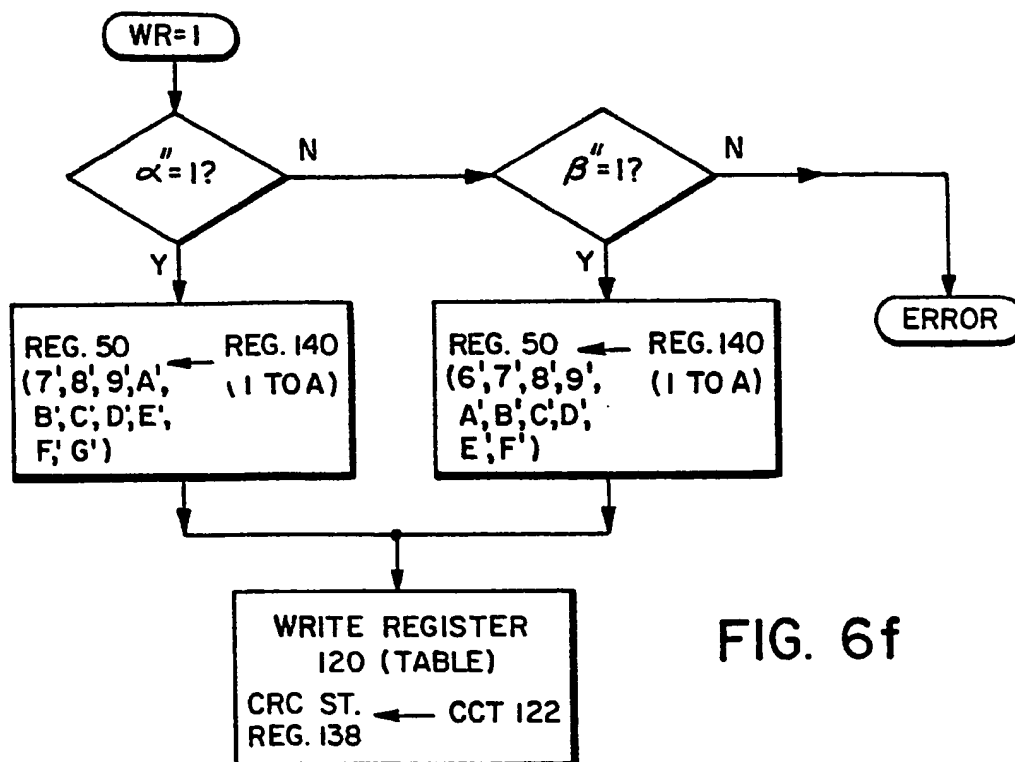 WR=1
α"=1?
N
β"=1?
N
Y
Y
ERROR
REG. 50 ← REG. 140
(7', 8', 9', A', (1 TO A)
B', C', D', E',
F', G')
REG. 50 ← REG. 140
(6', 7', 8', 9', (1 TO A)
A', B', C', D',
E', F')
WRITE REGISTER
120 (TABLE)
CRC ST. ← CCT 122
REG. 138
FIG. 6f